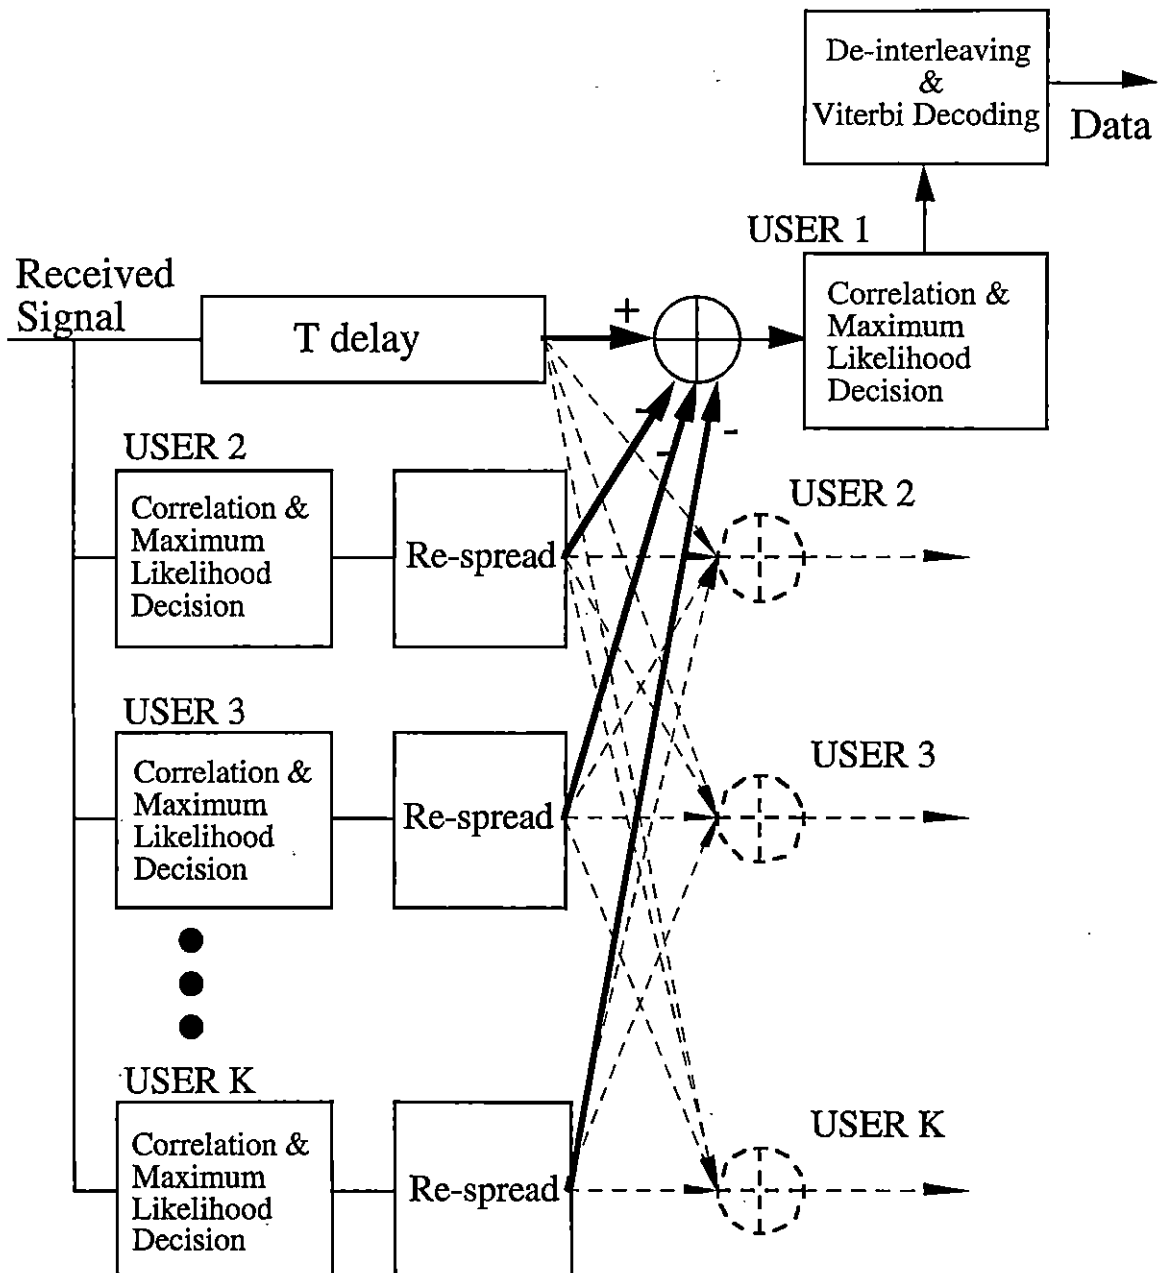 De-interleaving
&
Viterbi Decoding
Data
USER 1
Received
Signal
T delay
+
Correlation &
Maximum
Likelihood
Decision
-
-
-
USER 2
Correlation &
Maximum
Likelihood
Decision
Re-spread
USER 2
USER 3
Correlation &
Maximum
Likelihood
Decision
Re-spread
USER 3
USER K
Correlation &
Maximum
Likelihood
Decision
Re-spread
USER K